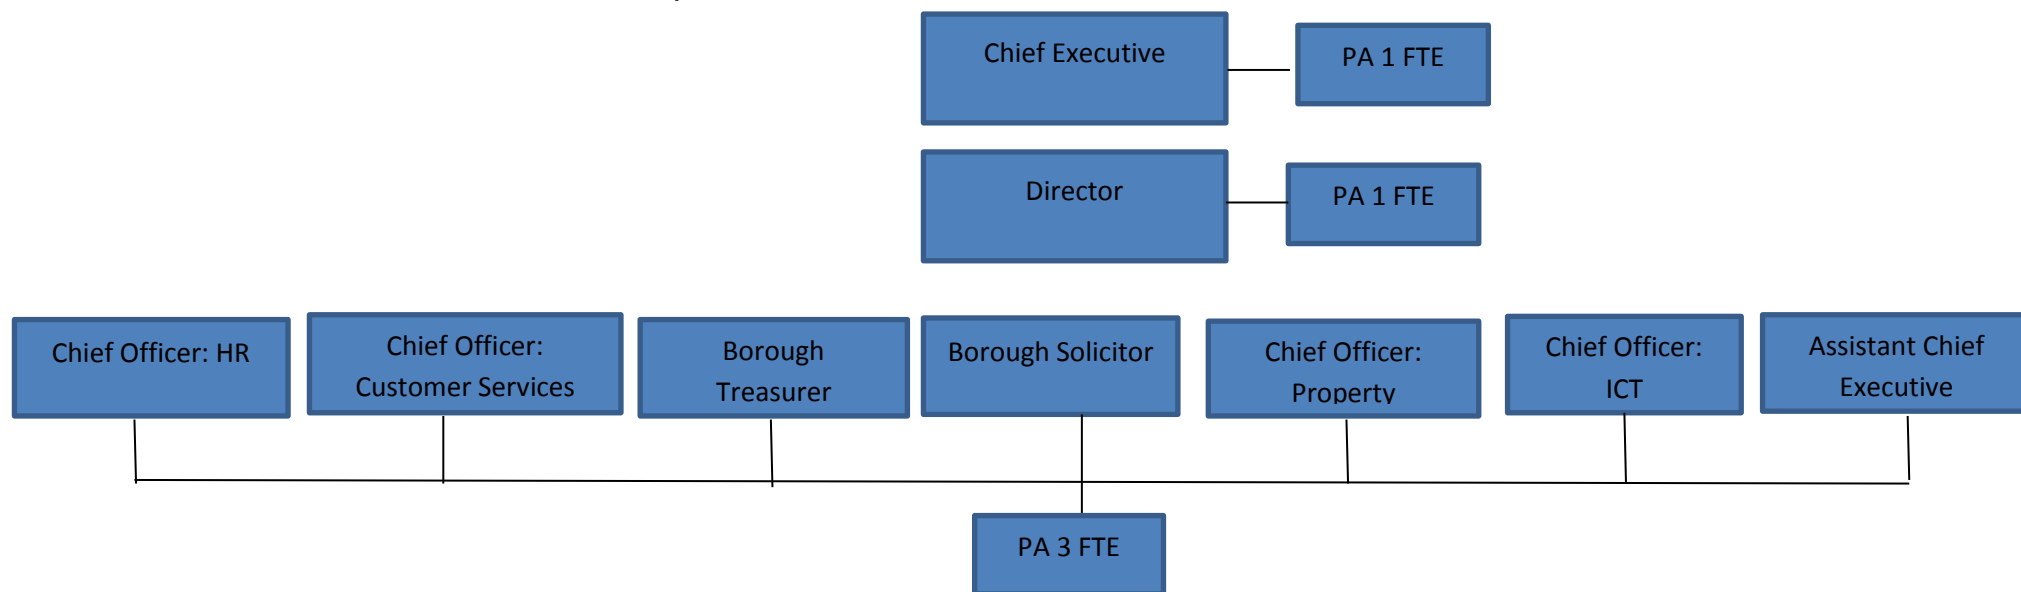 Chief Executive
PA 1 FTE
Director
PA 1 FTE
Chief Officer: HR
Chief Officer:
Customer Services
Borough
Treasurer
Borough Solicitor
Chief Officer:
Property
Chief Officer:
ICT
Assistant Chief
Executive
PA 3 FTE